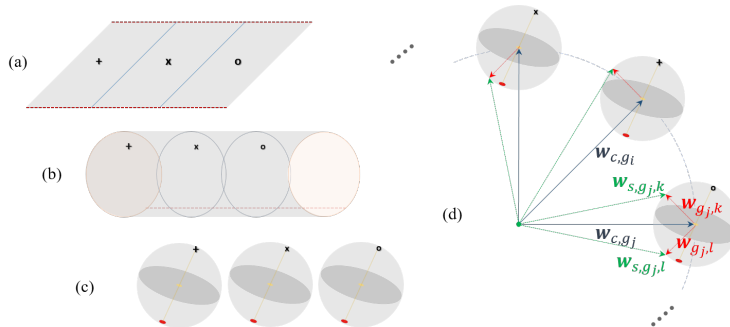 (a)
+ x o
(b)
+ x o
(c)
+ x o
(d)
x
+
o
w_{c,g_i}
w_{s,g_j,k}
w_{g_j,k}
w_{c,g_j}
w_{g_j,l}
w_{s,g_j,l}